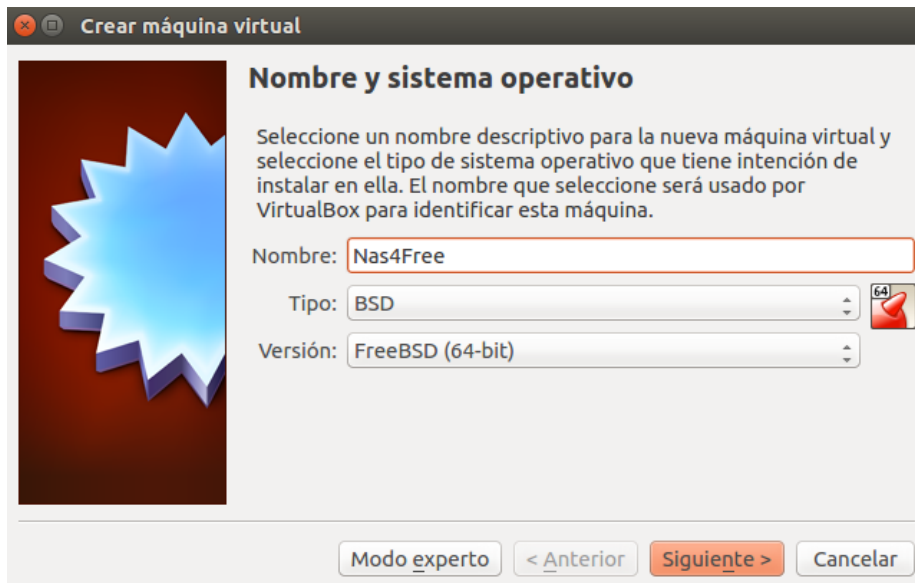 Crear máquina virtual
Nombre y sistema operativo
Seleccione un nombre descriptivo para la nueva máquina virtual y
seleccione el tipo de sistema operativo que tiene intención de
instalar en ella. El nombre que seleccione será usado por
VirtualBox para identificar esta máquina.
Nombre: Nas4Free
Tipo: BSD 64
Versión: FreeBSD (64-bit)
Modo experto < Anterior Siguiente > Cancelar